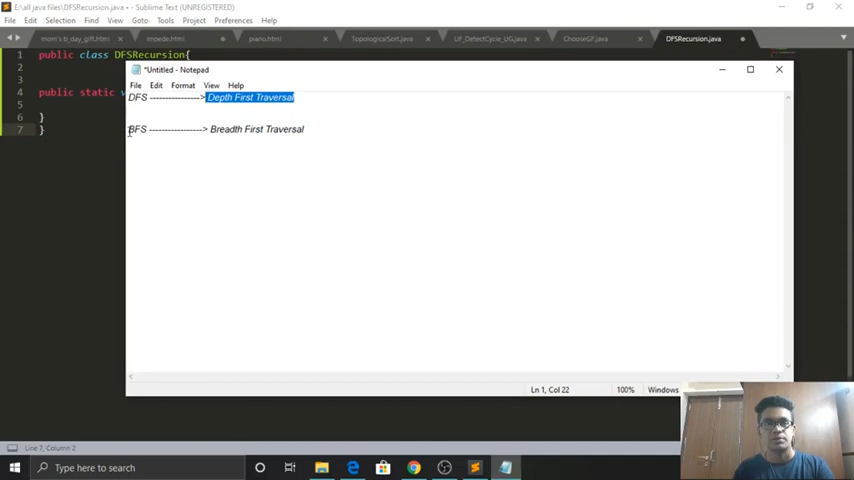 E:\all java files\DFSRecursion.java • - Sublime Text (UNREGISTERED)
File Edit Selection Find View Goto Tools Project Preferences Help
mom's b_day_gift.html impede.html piano.html TopologicalSort.java UF_DetectCycle_UG.java ChooseGF.java DFSRecursion.java
1 public class DFSRecursion{
2
3
4 public static v
5
6 }
7 }
*Untitled - Notepad
File Edit Format View Help
DFS ----------------> Depth First Traversal
BFS -----------------> Breadth First Traversal
Ln 1, Col 22 100% Windows
Line 7, Column 2
Type here to search